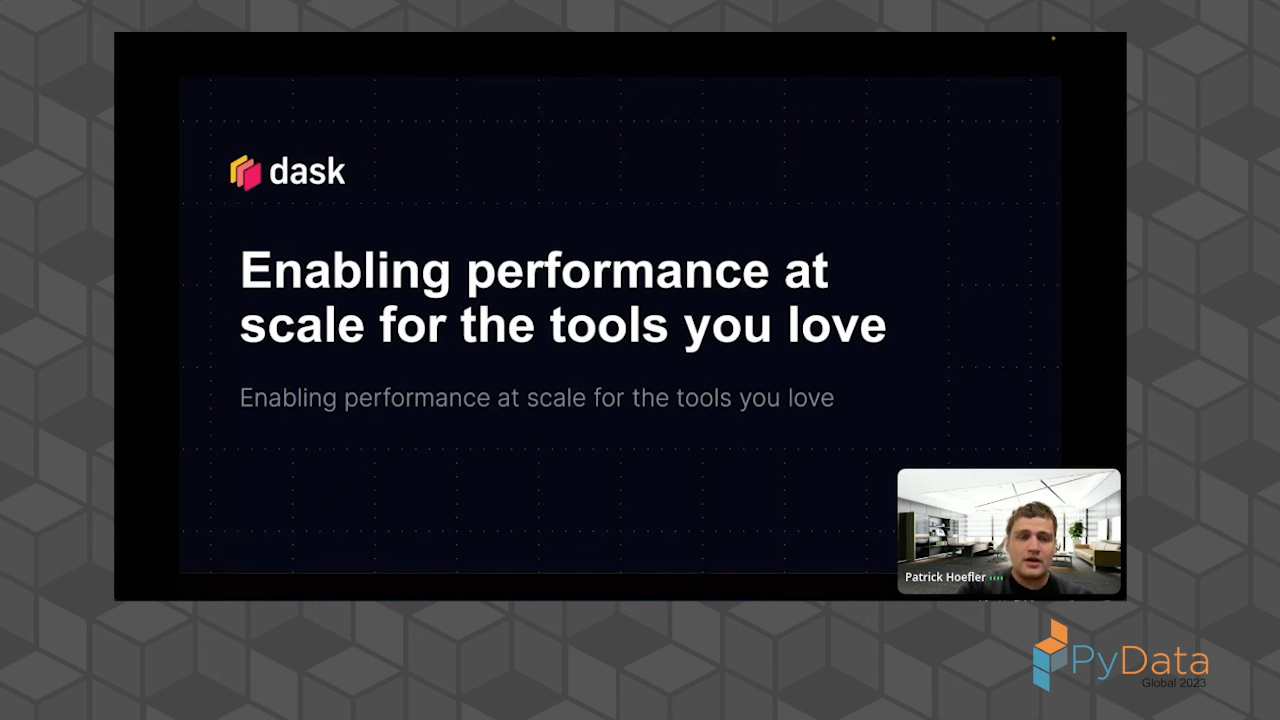 dask
Enabling performance at
scale for the tools you love
Enabling performance at scale for the tools you love
Patrick Hoefler
PyData
Global 2023